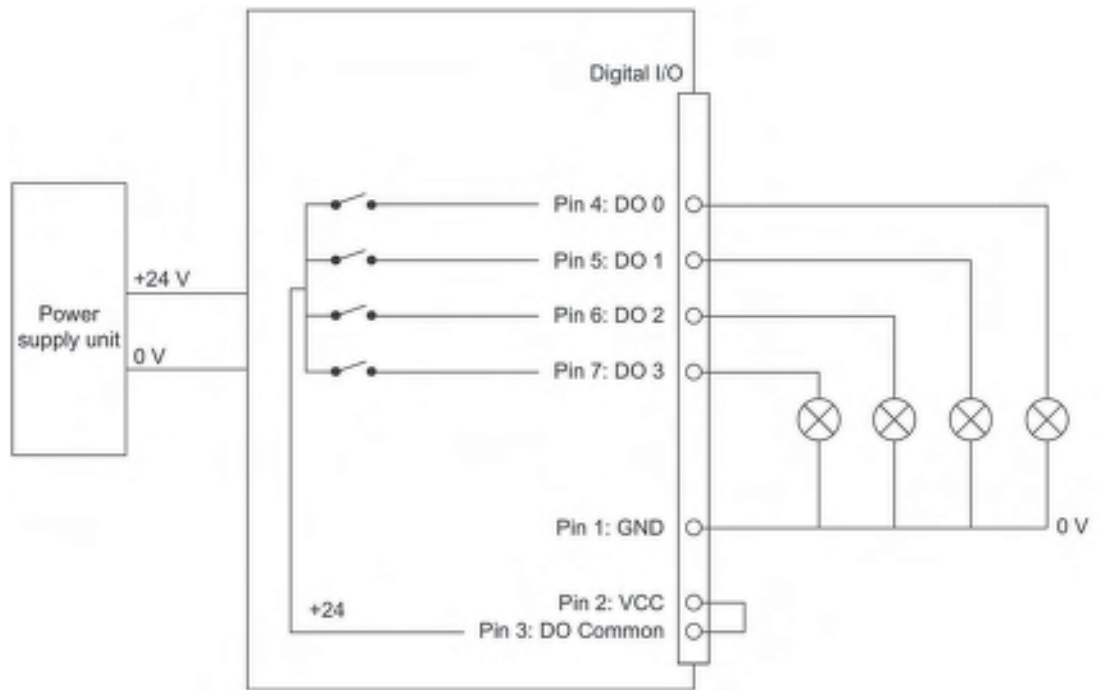 Digital I/O
Pin 4: DO 0
Pin 5: DO 1
+24 V
Power
supply unit
Pin 6: DO 2
0 V
Pin 7: DO 3
Pin 1: GND
0 V
Pin 2: VCC
+24
Pin 3: DO Common